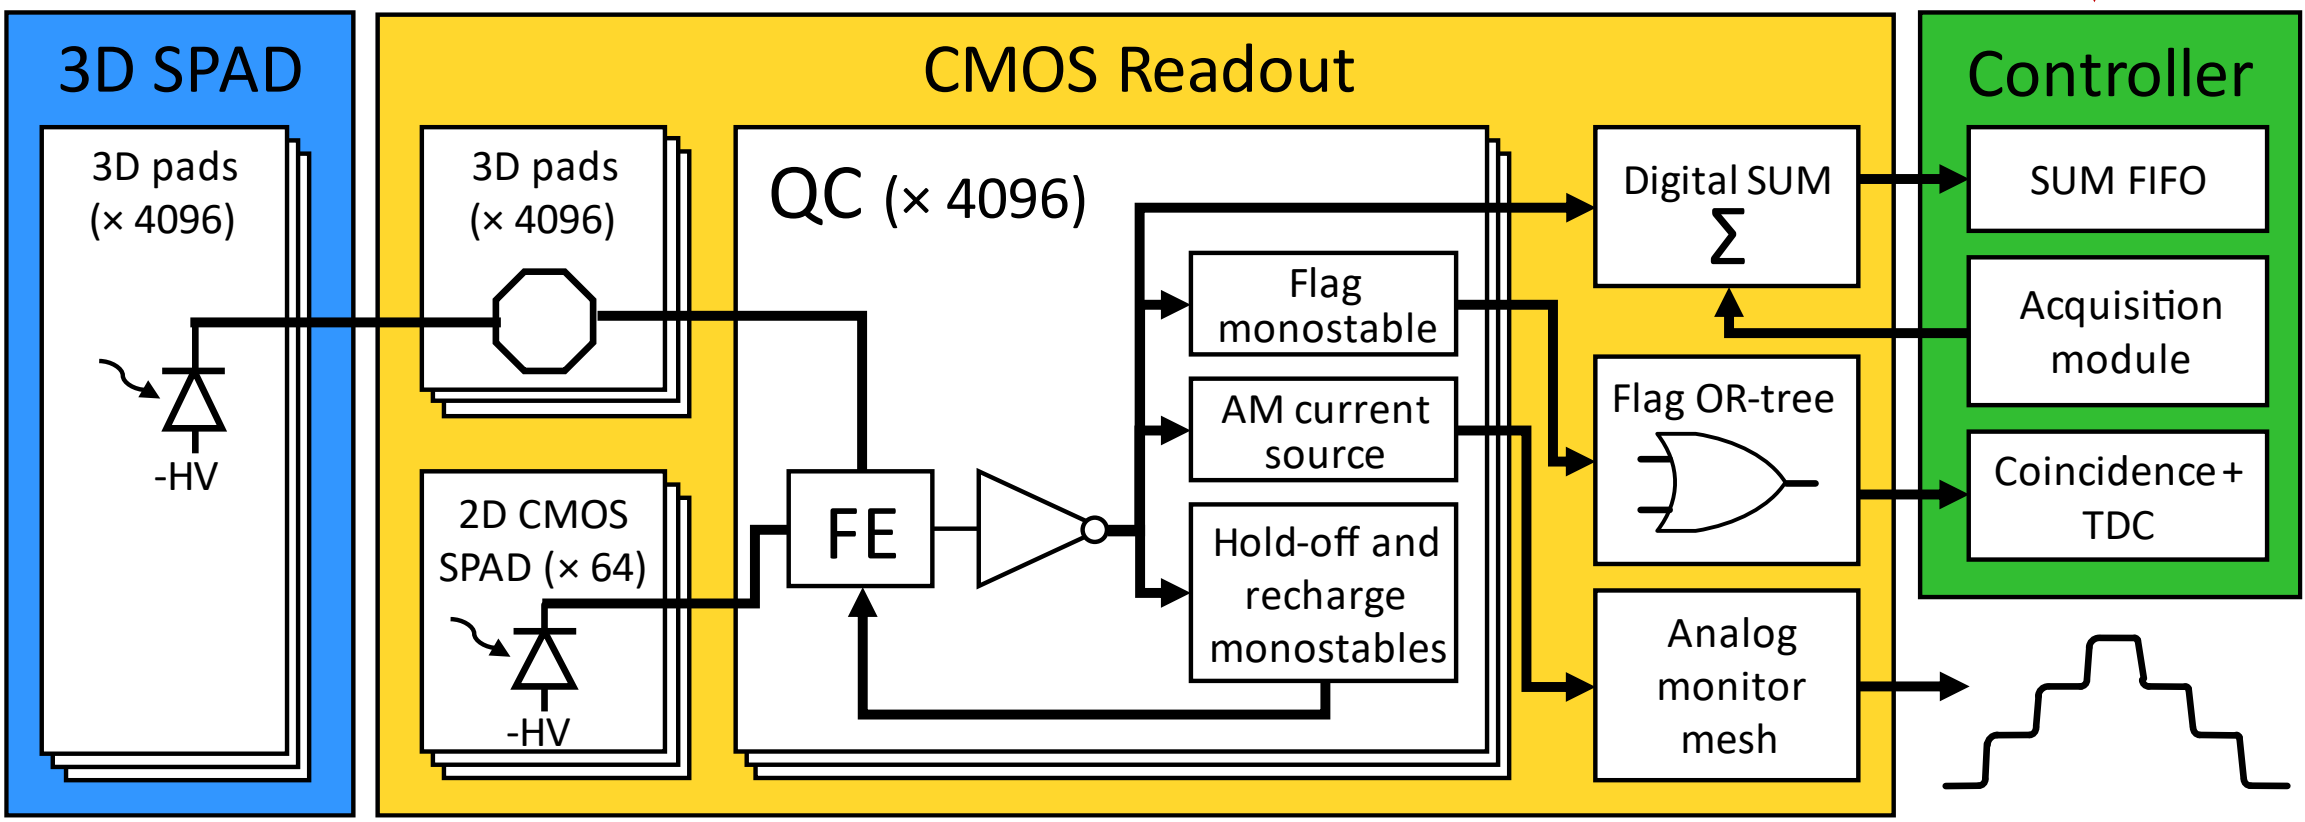 3D SPAD
3D pads
(× 4096)
-HV
CMOS Readout
3D pads
(× 4096)
2D CMOS
SPAD (× 64)
-HV
QC (× 4096)
FE
Flag
monostable
AM current
source
Hold-off and
recharge
monostables
Digital SUM
Σ
Flag OR-tree
Analog
monitor
mesh
Controller
SUM FIFO
Acquisition
module
Coincidence +
TDC